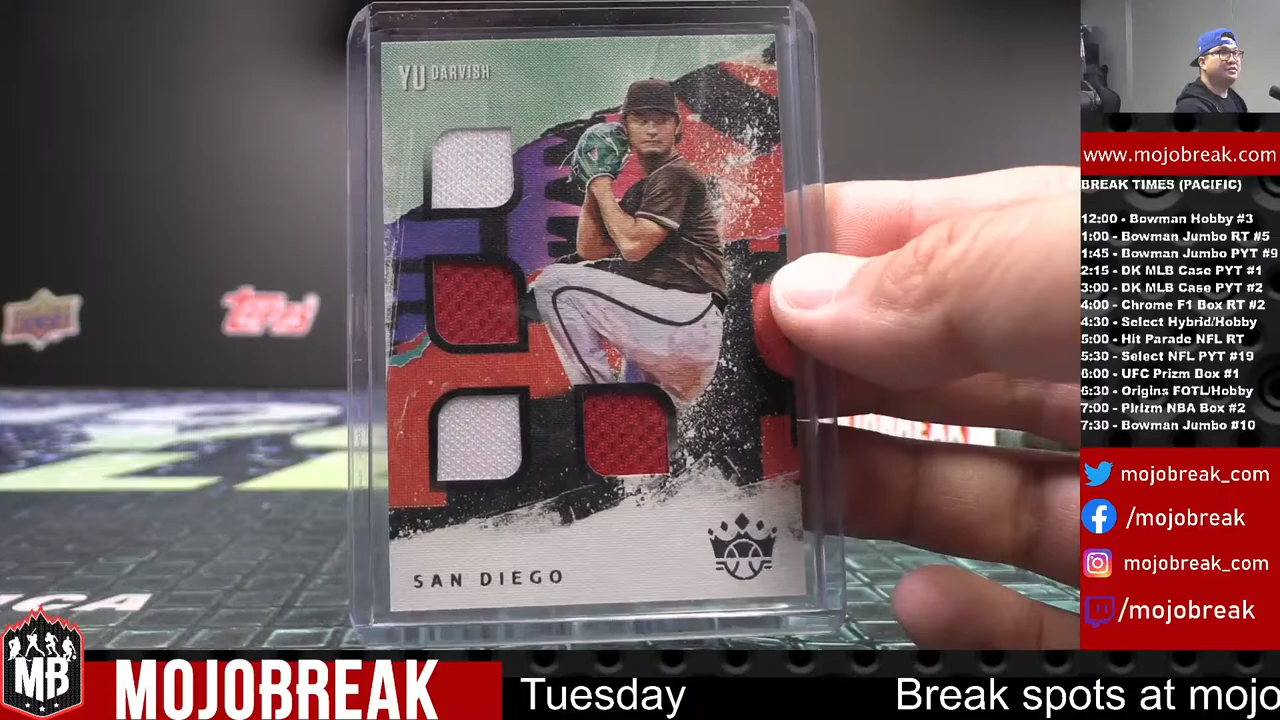 YU DARVISH
SAN DIEGO
topps
www.mojobreak.com
BREAK TIMES (PACIFIC)
12:00 • Bowman Hobby #3
1:00 • Bowman Jumbo RT #5
1:45 • Bowman Jumbo PYT #9
2:15 • DK MLB Case PYT #1
3:00 • DK MLB Case PYT #2
4:00 • Chrome F1 Box RT #2
4:30 • Select Hybrid/Hobby
5:00 • Hit Parade NFL RT
5:30 • Select NFL PYT #19
6:00 • UFC Prizm Box #1
6:30 • Origins FOTL/Hobby
7:00 • Pirizm NBA Box #2
7:30 • Bowman Jumbo #10
mojobreak_com
/mojobreak
mojobreak_com
/mojobreak
MB
MOJOBREAK
Tuesday
Break spots at mojo